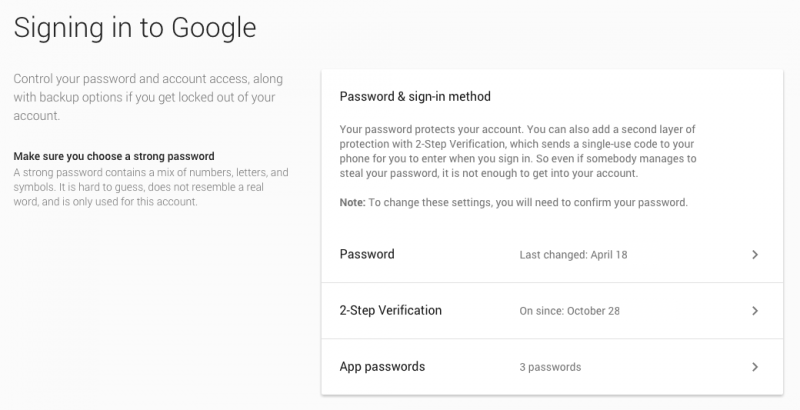 Signing in to Google
Control your password and account access, along
with backup options if you get locked out of your
account.
Make sure you choose a strong password
A strong password contains a mix of numbers, letters, and
symbols. It is hard to guess, does not resemble a real
word, and is only used for this account.
Password & sign-in method
Your password protects your account. You can also add a second layer of
protection with 2-Step Verification, which sends a single-use code to your
phone for you to enter when you sign in. So even if somebody manages to
steal your password, it is not enough to get into your account.
Note: To change these settings, you will need to confirm your password.
Password Last changed: April 18
2-Step Verification On since: October 28
App passwords 3 passwords